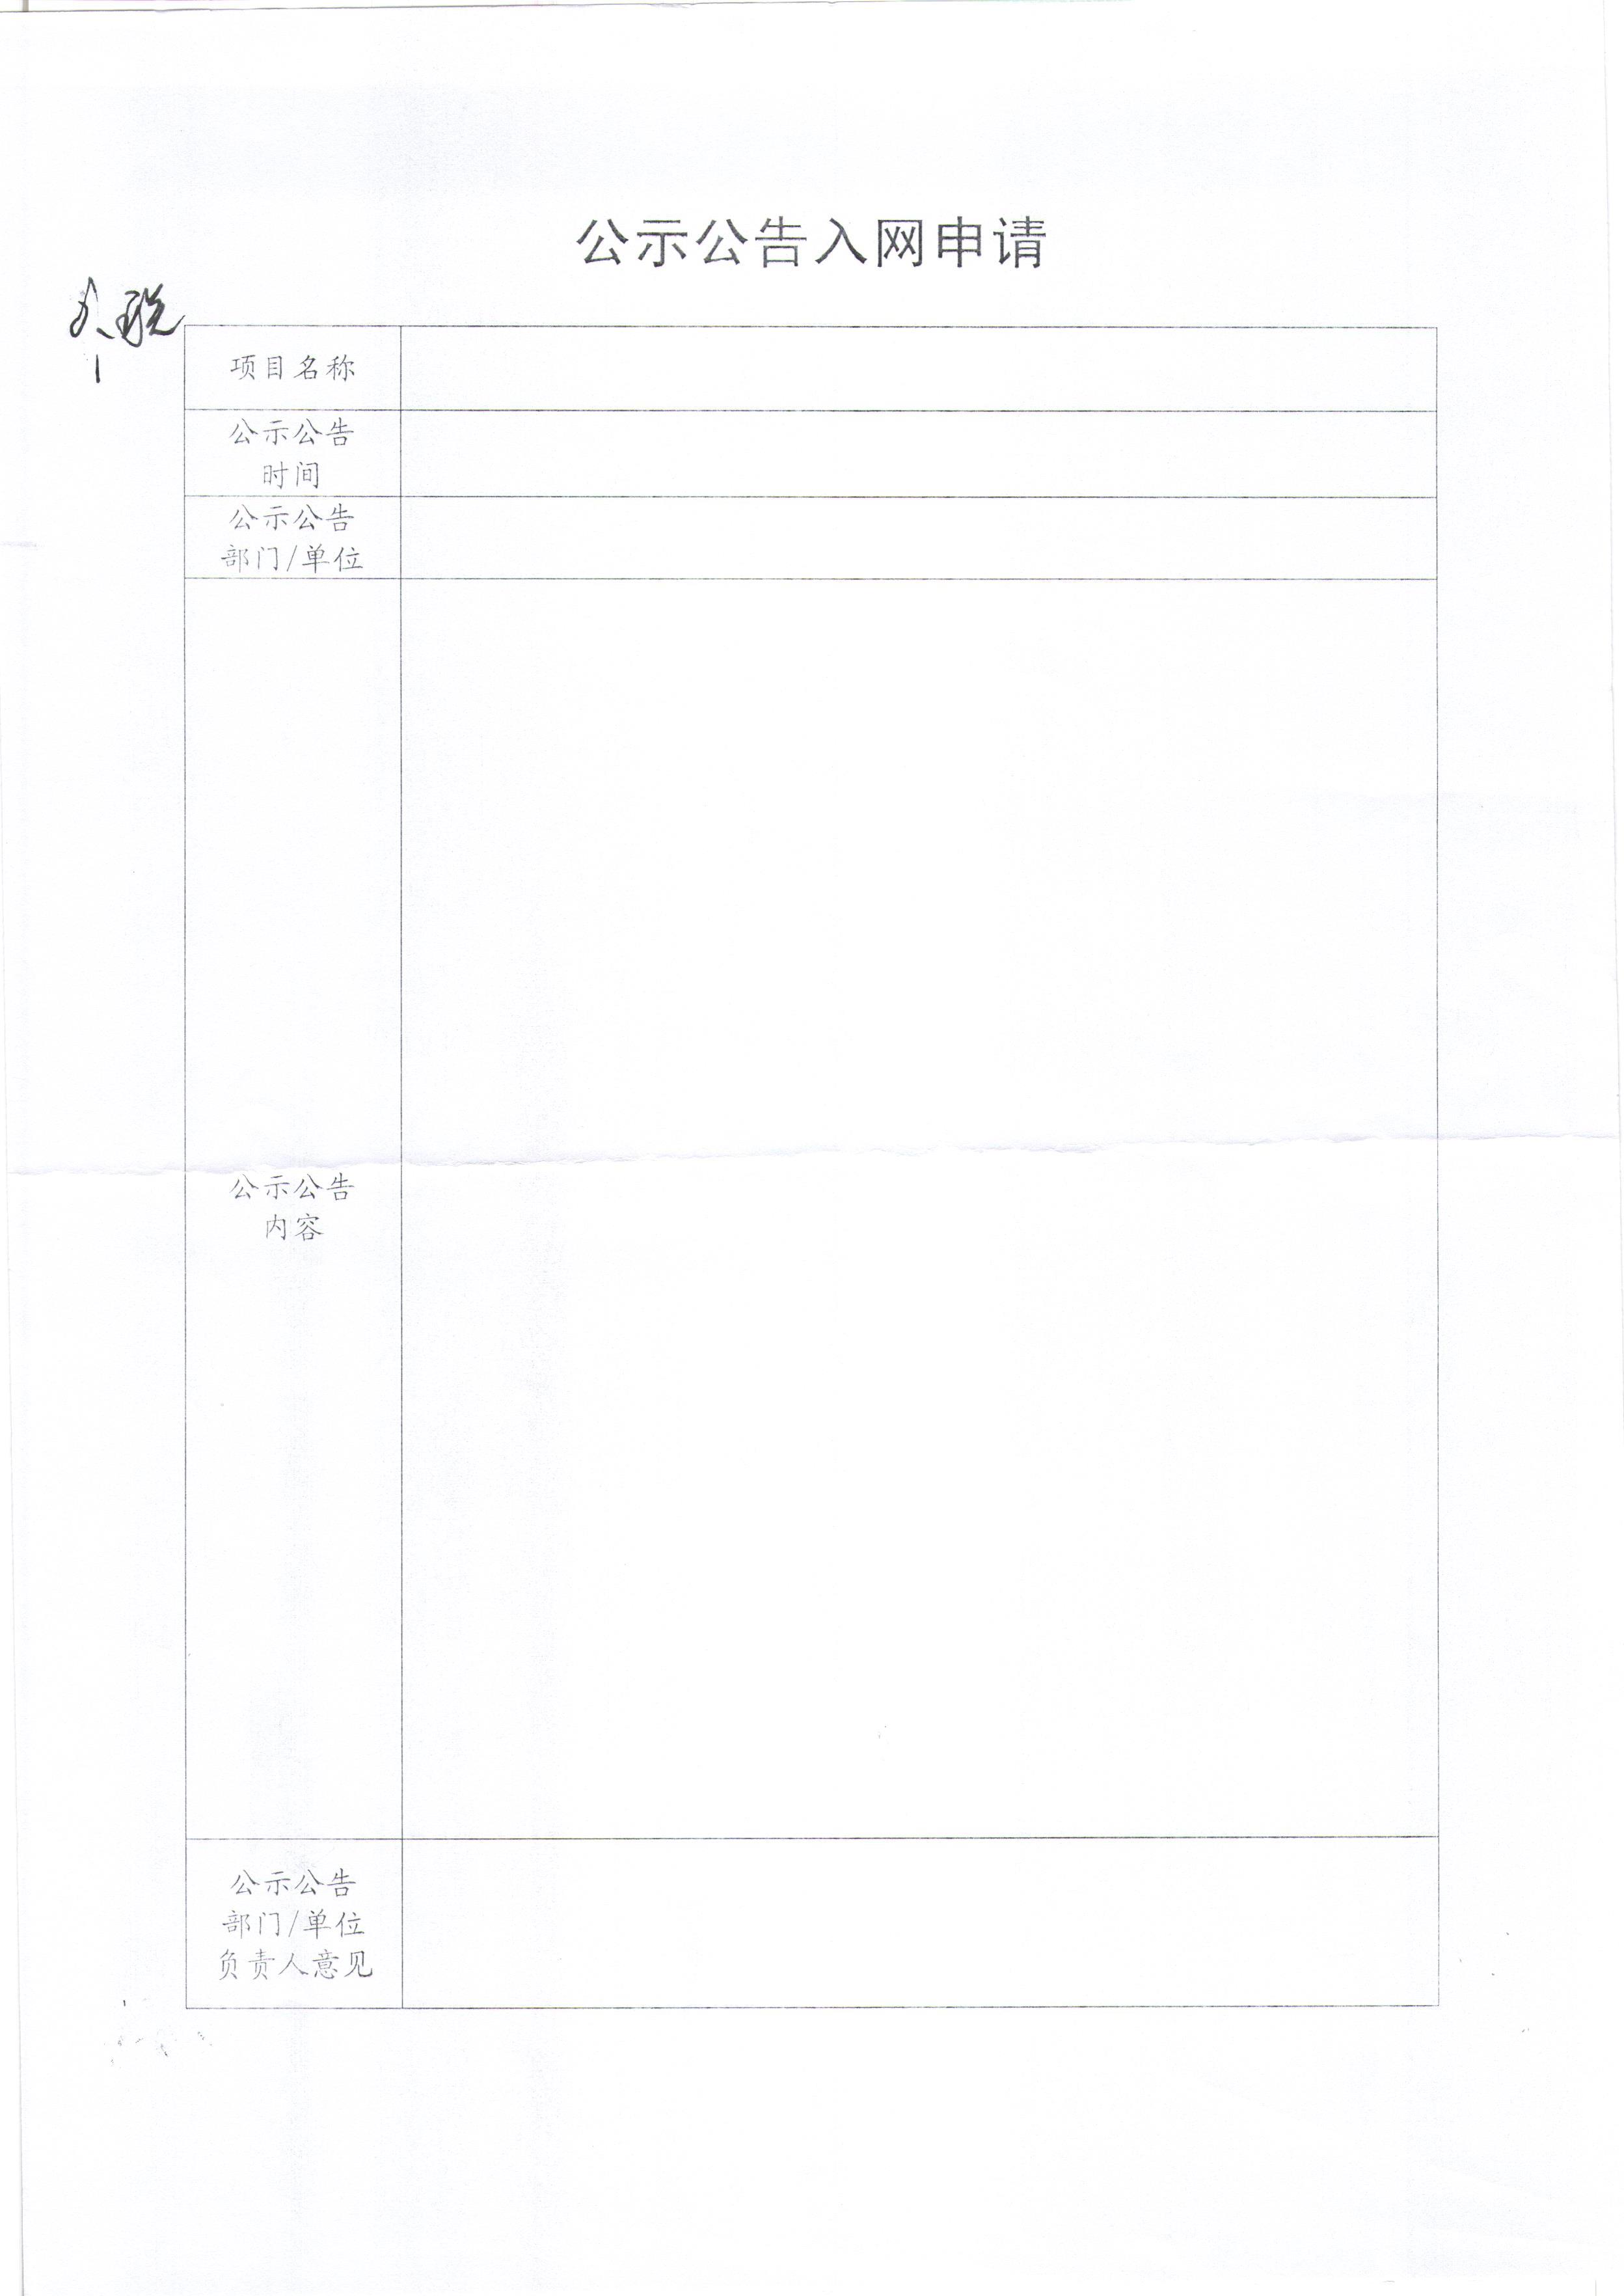 公示公告入网申请
项目名称
公示公告
时间
公示公告
部门/单位
公示公告
内容
公示公告
部门/单位
负责人意见